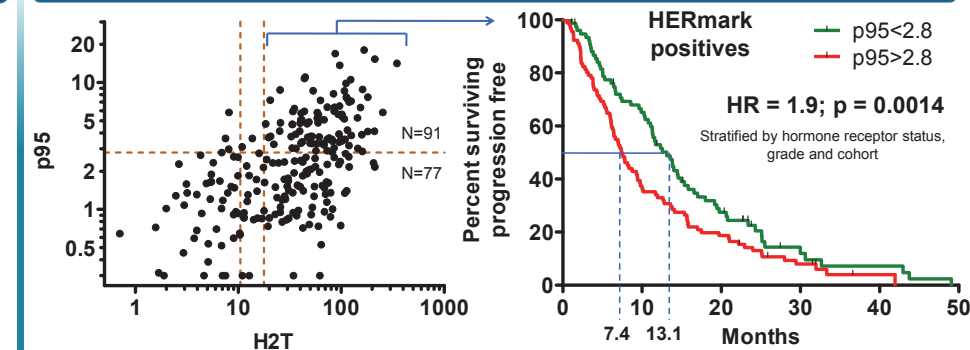 20
10
5
2
1
0.5
p95
N=91
N=77
1
10
100
1000
H2T
100
80
60
40
20
0
Percent surviving
progression free
HERmark
positives
p95<2.8
p95>2.8
HR = 1.9; p = 0.0014
Stratified by hormone receptor status,
grade and cohort
0
10
20
30
40
50
7.4
13.1
Months